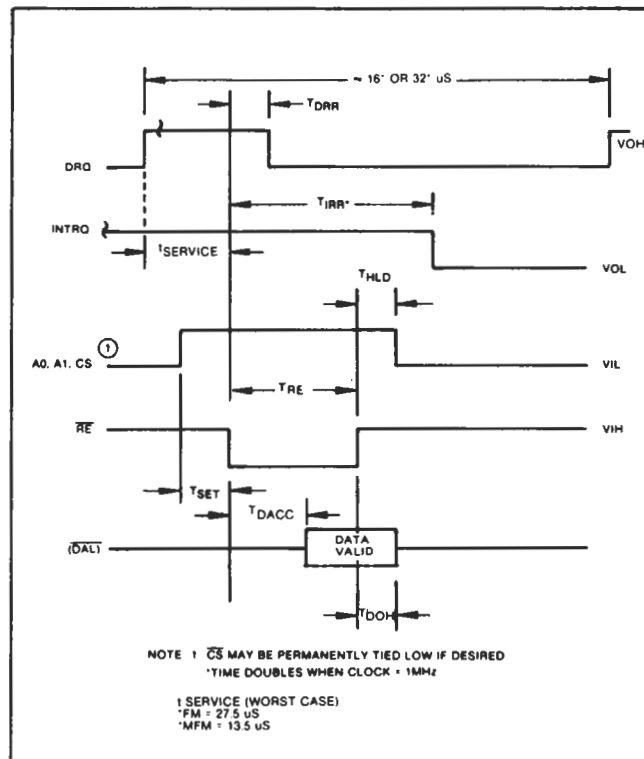 ≈ 16* OR 32* uS
TDRR
VOH
DRQ
TIRR*
INTRQ
tSERVICE
VOL
THLD
1
A0, A1, CS
VIL
TRE
RE
VIH
TSET
TDACC
(DAL)
DATA
VALID
TDOH
NOTE 1 CS MAY BE PERMANENTLY TIED LOW IF DESIRED
*TIME DOUBLES WHEN CLOCK = 1MHz
t SERVICE (WORST CASE)
*FM = 27.5 uS
*MFM = 13.5 uS